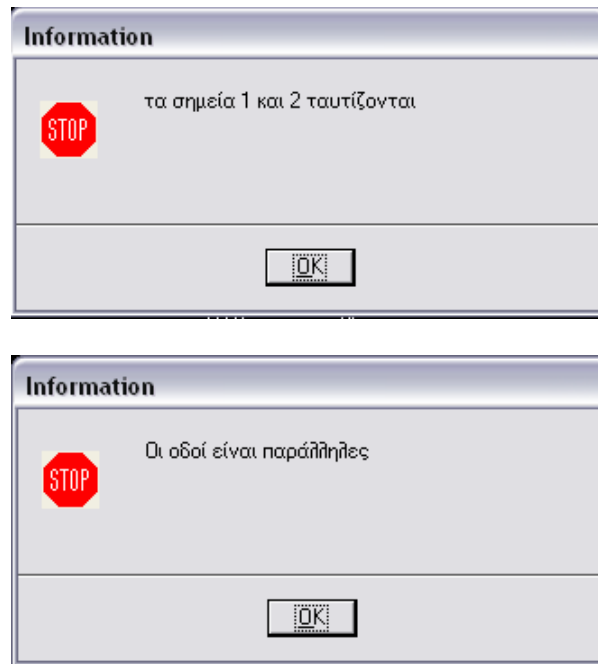 Information
STOP
τα σημεία 1 και 2 ταυτίζονται
OK
Information
STOP
Οι οδοί είναι παράλληλες
OK